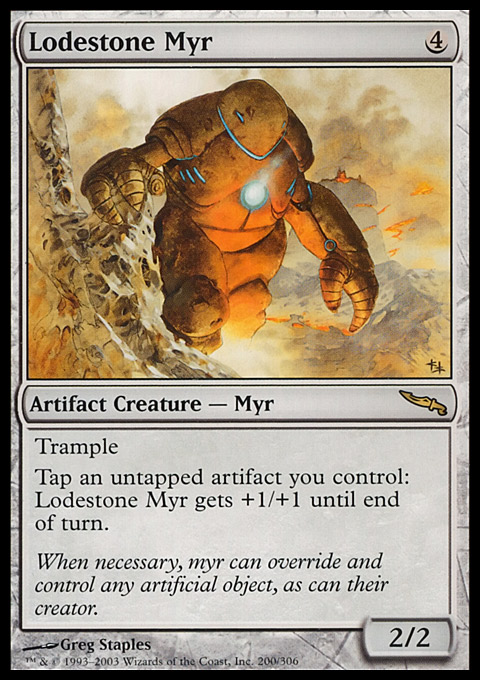 Lodestone Myr 4
Artifact Creature — Myr
Trample
Tap an untapped artifact you control:
Lodestone Myr gets +1/+1 until end
of turn.
When necessary, myr can override and
control any artificial object, as can their
creator.
Greg Staples
2/2
™ & © 1993–2003 Wizards of the Coast, Inc. 200/306